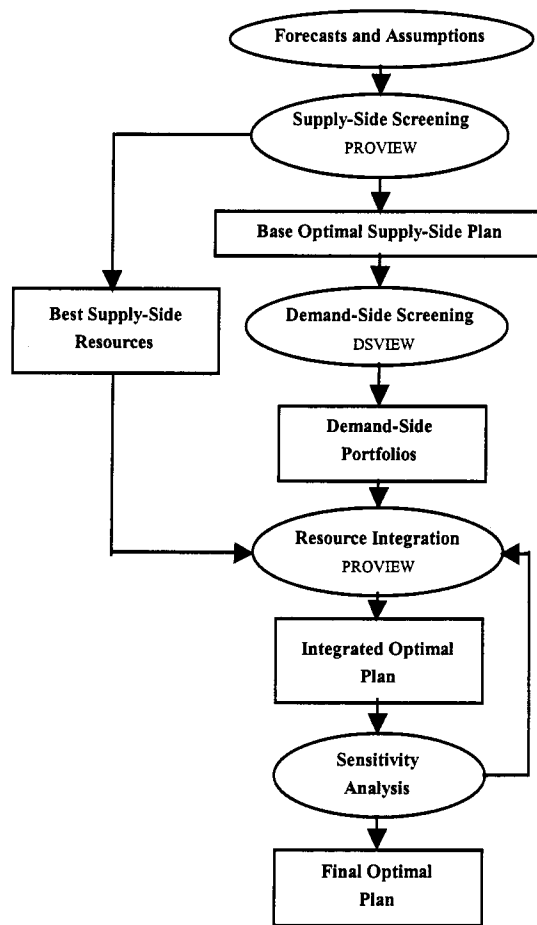 Forecasts and Assumptions
Supply-Side Screening
PROVIEW
Base Optimal Supply-Side Plan
Best Supply-Side
Resources
Demand-Side Screening
DSVIEW
Demand-Side
Portfolios
Resource Integration
PROVIEW
Integrated Optimal
Plan
Sensitivity
Analysis
Final Optimal
Plan